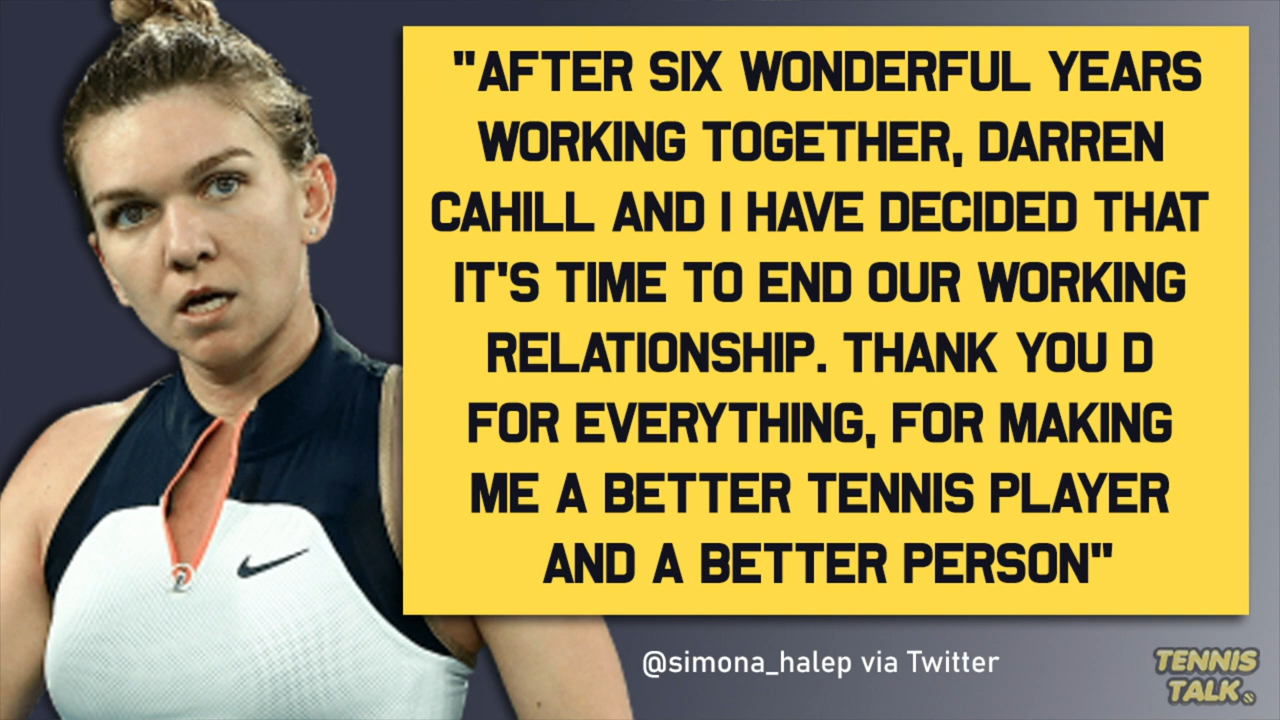 "AFTER SIX WONDERFUL YEARS
WORKING TOGETHER, DARREN
CAHILL AND I HAVE DECIDED THAT
IT'S TIME TO END OUR WORKING
RELATIONSHIP. THANK YOU D
FOR EVERYTHING, FOR MAKING
ME A BETTER TENNIS PLAYER
AND A BETTER PERSON"
@simona_halep via Twitter
TENNIS
TALK